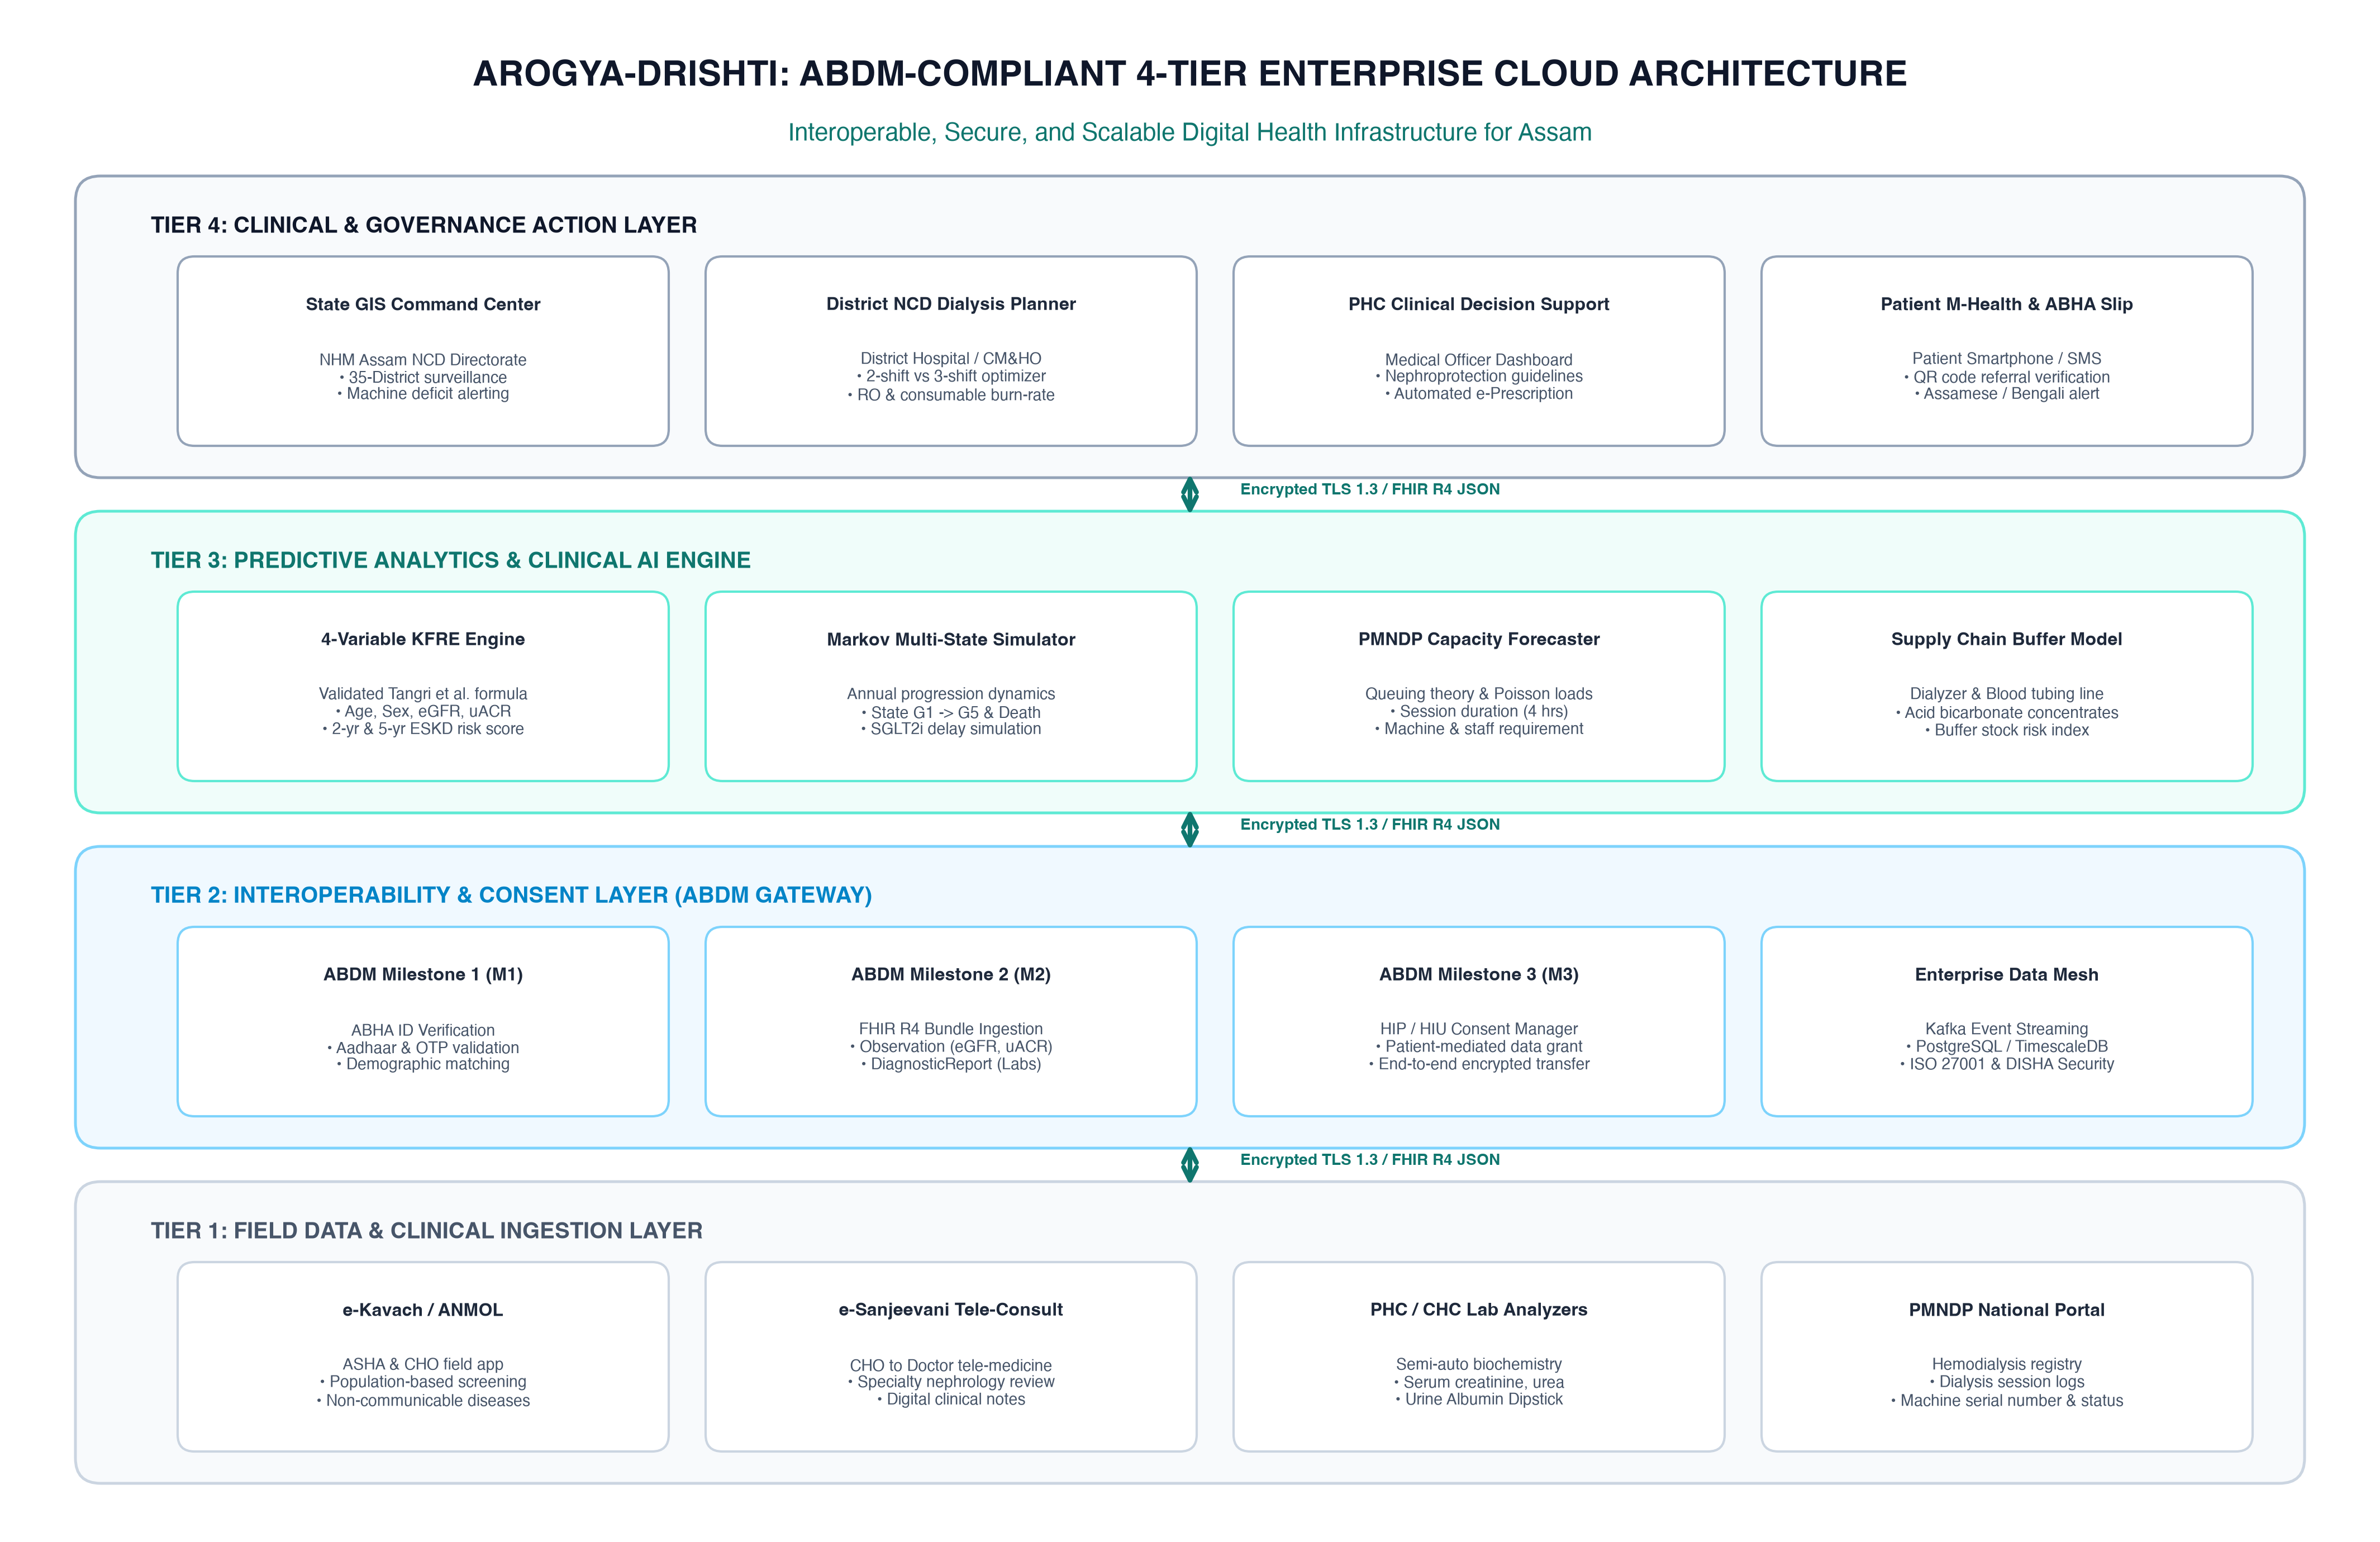 AROGYA-DRISHTI: ABDM-COMPLIANT 4-TIER ENTERPRISE CLOUD ARCHITECTURE
Interoperable, Secure, and Scalable Digital Health Infrastructure for Assam
TIER 4: CLINICAL & GOVERNANCE ACTION LAYER
State GIS Command Center
NHM Assam NCD Directorate
• 35-District surveillance
• Machine deficit alerting
District NCD Dialysis Planner
District Hospital / CM&HO
• 2-shift vs 3-shift optimizer
• RO & consumable burn-rate
PHC Clinical Decision Support
Medical Officer Dashboard
• Nephroprotection guidelines
• Automated e-Prescription
Patient M-Health & ABHA Slip
Patient Smartphone / SMS
• QR code referral verification
• Assamese / Bengali alert
Encrypted TLS 1.3 / FHIR R4 JSON
TIER 3: PREDICTIVE ANALYTICS & CLINICAL AI ENGINE
4-Variable KFRE Engine
Validated Tangri et al. formula
• Age, Sex, eGFR, uACR
• 2-yr & 5-yr ESKD risk score
Markov Multi-State Simulator
Annual progression dynamics
• State G1 -> G5 & Death
• SGLT2i delay simulation
PMNDP Capacity Forecaster
Queuing theory & Poisson loads
• Session duration (4 hrs)
• Machine & staff requirement
Supply Chain Buffer Model
Dialyzer & Blood tubing line
• Acid bicarbonate concentrates
• Buffer stock risk index
Encrypted TLS 1.3 / FHIR R4 JSON
TIER 2: INTEROPERABILITY & CONSENT LAYER (ABDM GATEWAY)
ABDM Milestone 1 (M1)
ABHA ID Verification
• Aadhaar & OTP validation
• Demographic matching
ABDM Milestone 2 (M2)
FHIR R4 Bundle Ingestion
• Observation (eGFR, uACR)
• DiagnosticReport (Labs)
ABDM Milestone 3 (M3)
HIP / HIU Consent Manager
• Patient-mediated data grant
• End-to-end encrypted transfer
Enterprise Data Mesh
Kafka Event Streaming
• PostgreSQL / TimescaleDB
• ISO 27001 & DISHA Security
Encrypted TLS 1.3 / FHIR R4 JSON
TIER 1: FIELD DATA & CLINICAL INGESTION LAYER
e-Kavach / ANMOL
ASHA & CHO field app
• Population-based screening
• Non-communicable diseases
e-Sanjeevani Tele-Consult
CHO to Doctor tele-medicine
• Specialty nephrology review
• Digital clinical notes
PHC / CHC Lab Analyzers
Semi-auto biochemistry
• Serum creatinine, urea
• Urine Albumin Dipstick
PMNDP National Portal
Hemodialysis registry
• Dialysis session logs
• Machine serial number & status